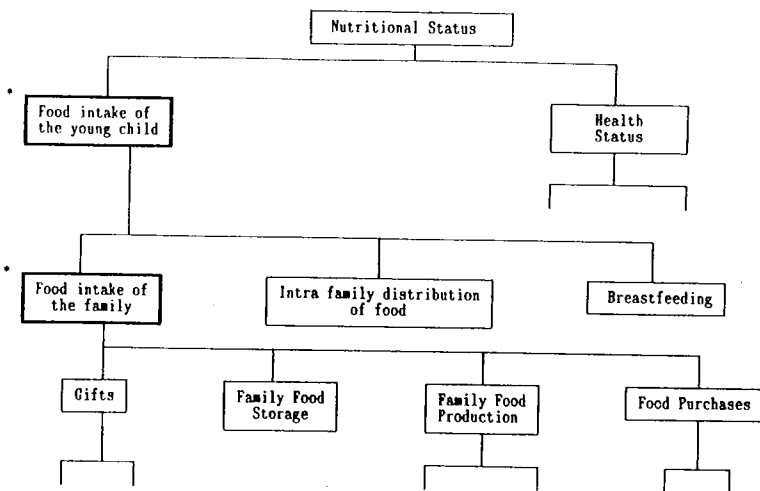 Nutritional Status
*
Food intake of
the young child
Health
Status
*
Food intake of
the family
Intra family distribution
of food
Breastfeeding
Gifts
Family Food
Storage
Family Food
Production
Food Purchases